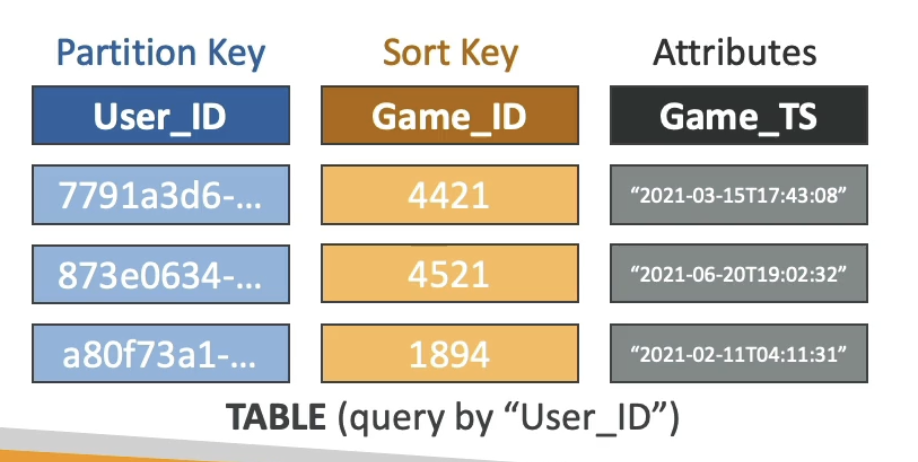 Partition Key Sort Key Attributes
User_ID Game_ID Game_TS
7791a3d6-... 4421 “2021-03-15T17:43:08”
873e0634-... 4521 “2021-06-20T19:02:32”
a80f73a1-... 1894 “2021-02-11T04:11:31”
TABLE (query by “User_ID”)